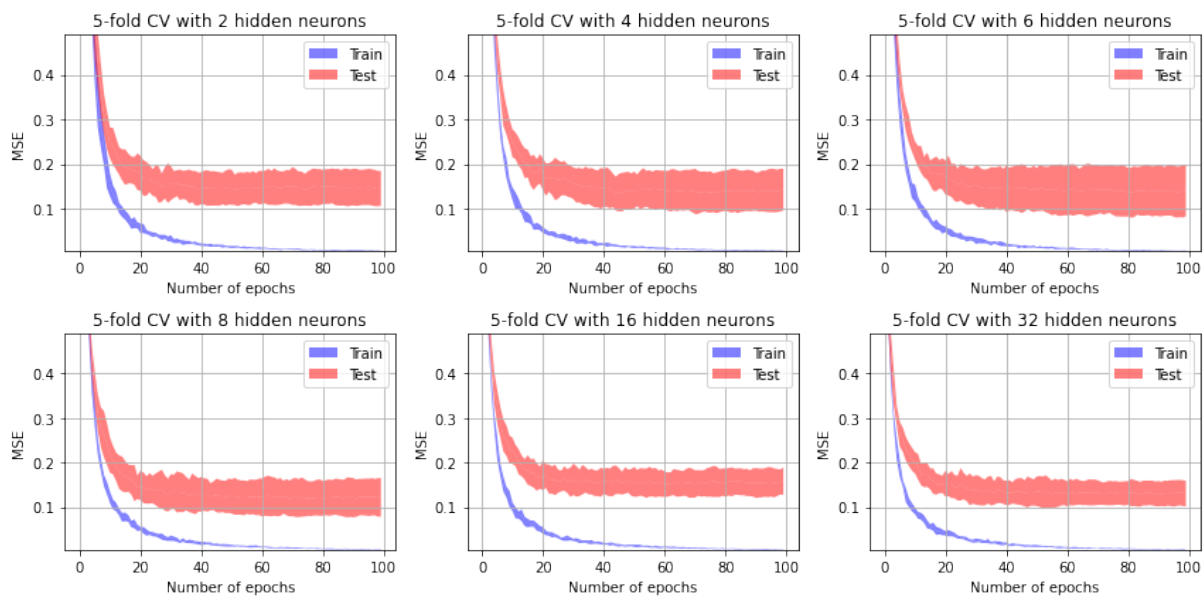 5-fold CV with 2 hidden neurons
MSE
0.4
0.3
0.2
0.1
Train
Test
0 20 40 60 80 100
Number of epochs
5-fold CV with 4 hidden neurons
MSE
0.4
0.3
0.2
0.1
Train
Test
0 20 40 60 80 100
Number of epochs
5-fold CV with 6 hidden neurons
MSE
0.4
0.3
0.2
0.1
Train
Test
0 20 40 60 80 100
Number of epochs
5-fold CV with 8 hidden neurons
MSE
0.4
0.3
0.2
0.1
Train
Test
0 20 40 60 80 100
Number of epochs
5-fold CV with 16 hidden neurons
MSE
0.4
0.3
0.2
0.1
Train
Test
0 20 40 60 80 100
Number of epochs
5-fold CV with 32 hidden neurons
MSE
0.4
0.3
0.2
0.1
Train
Test
0 20 40 60 80 100
Number of epochs